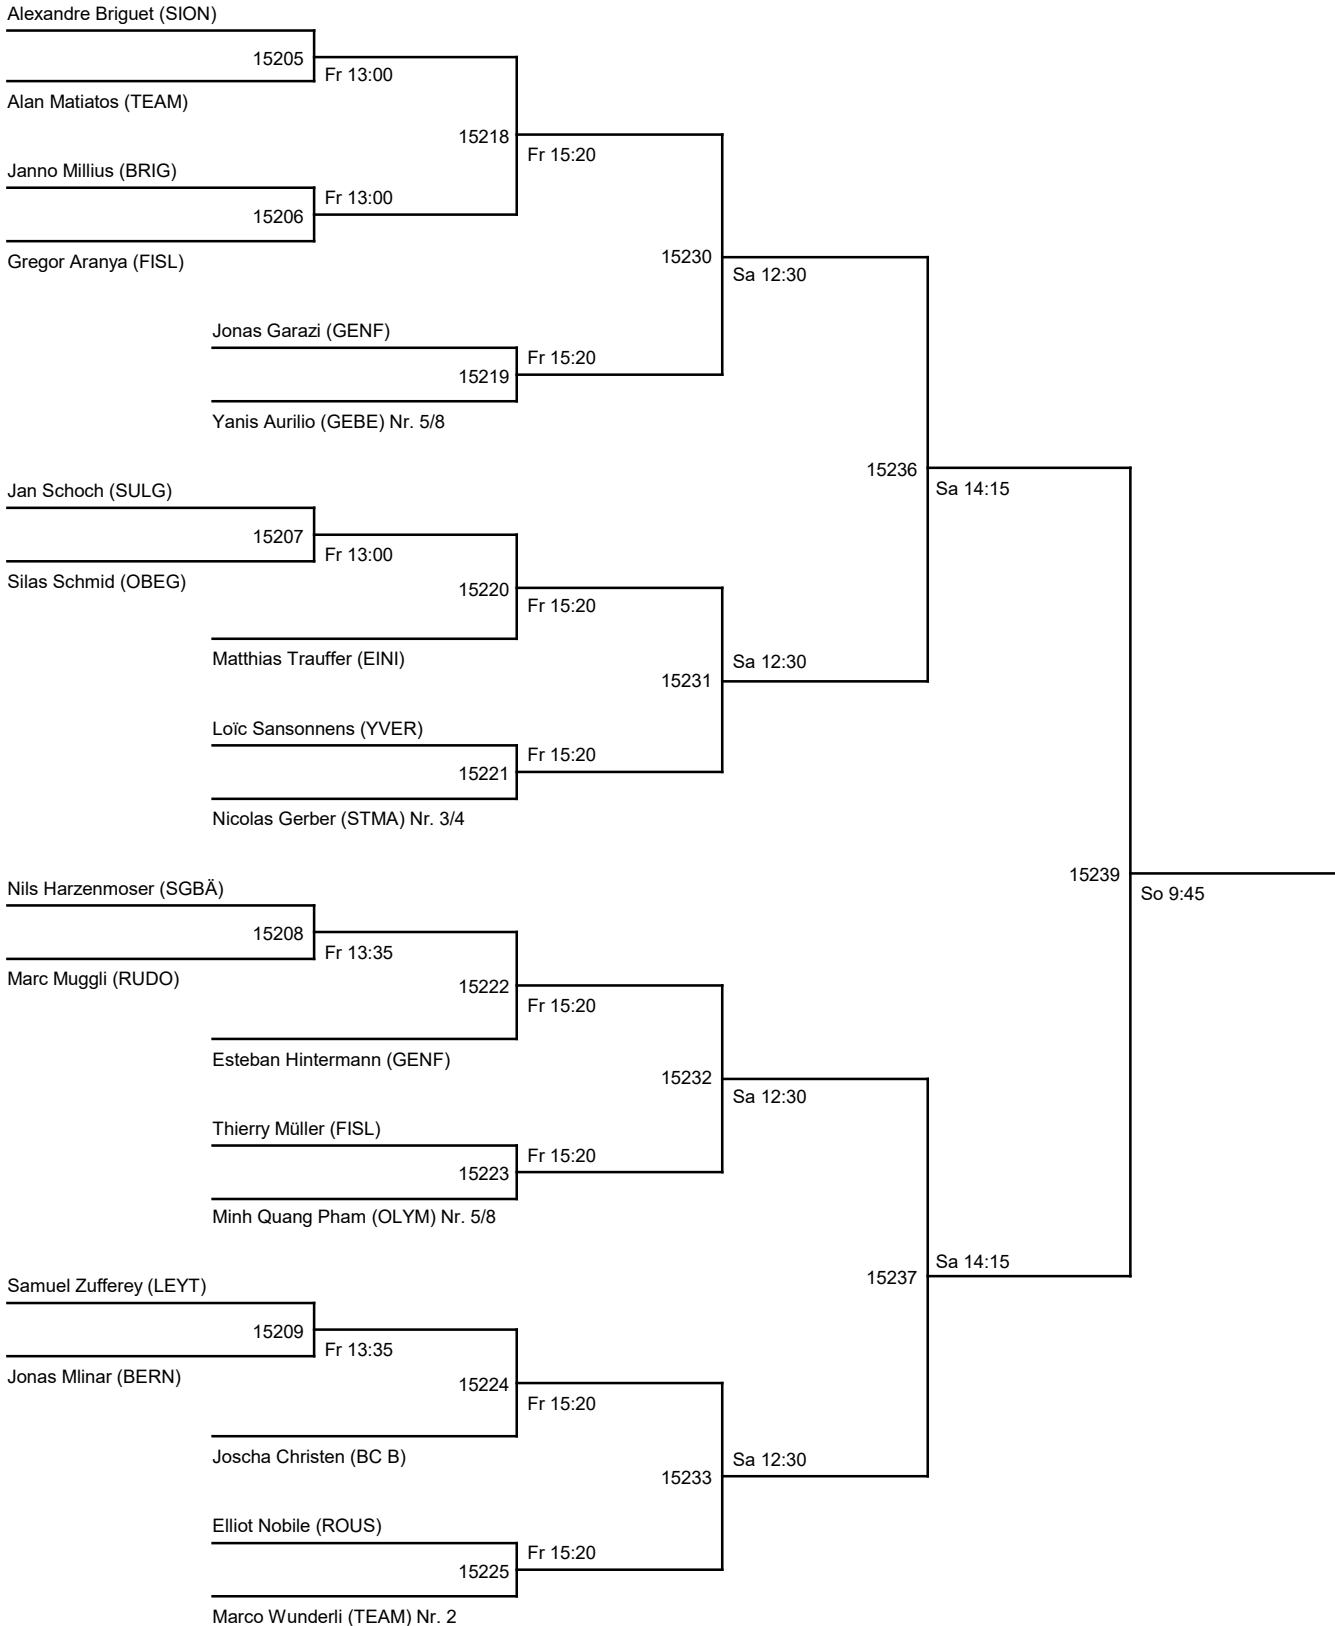 Alexandre Briguet (SION)
15205
Fr 13:00
Alan Matiatos (TEAM)
15218
Fr 15:20
Janno Millius (BRIG)
Fr 13:00
15206
Gregor Aranya (FISL)
15230
Sa 12:30
Jonas Garazi (GENF)
Fr 15:20
15219
Yanis Aurilio (GEBE) Nr. 5/8
15236
Sa 14:15
Jan Schoch (SULG)
15207
Fr 13:00
Silas Schmid (OBEG)
15220
Fr 15:20
Matthias Trauffer (EINI)
Sa 12:30
15231
Loïc Sansonnens (YVER)
Fr 15:20
15221
Nicolas Gerber (STMA) Nr. 3/4
15239
So 9:45
Nils Harzenmoser (SGBÄ)
15208
Fr 13:35
Marc Muggli (RUDO)
15222
Fr 15:20
Esteban Hintermann (GENF)
15232
Sa 12:30
Thierry Müller (FISL)
Fr 15:20
15223
Minh Quang Pham (OLYM) Nr. 5/8
Sa 14:15
15237
Samuel Zufferey (LEYT)
15209
Fr 13:35
Jonas Mlinar (BERN)
15224
Fr 15:20
Joscha Christen (BC B)
Sa 12:30
15233
Elliot Nobile (ROUS)
Fr 15:20
15225
Marco Wunderli (TEAM) Nr. 2